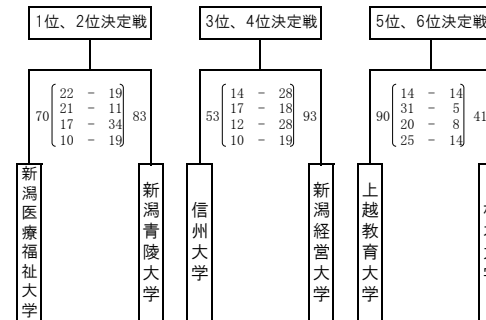 1位、2位決定戦
70 22 - 19 83
21 - 11
17 - 34
10 - 19
新潟医療福祉大学
新潟青陵大学
3位、4位決定戦
53 14 - 28 93
17 - 18
12 - 28
10 - 19
信州大学
新潟経営大学
5位、6位決定戦
90 14 - 14 41
31 - 5
20 - 8
25 - 14
上越教育大学